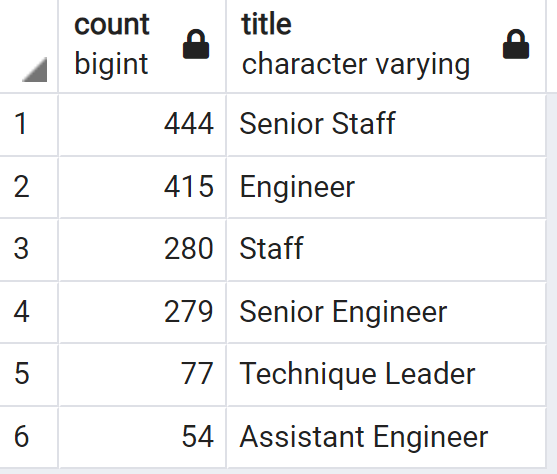 count title
bigint character varying
1 444 Senior Staff
2 415 Engineer
3 280 Staff
4 279 Senior Engineer
5 77 Technique Leader
6 54 Assistant Engineer